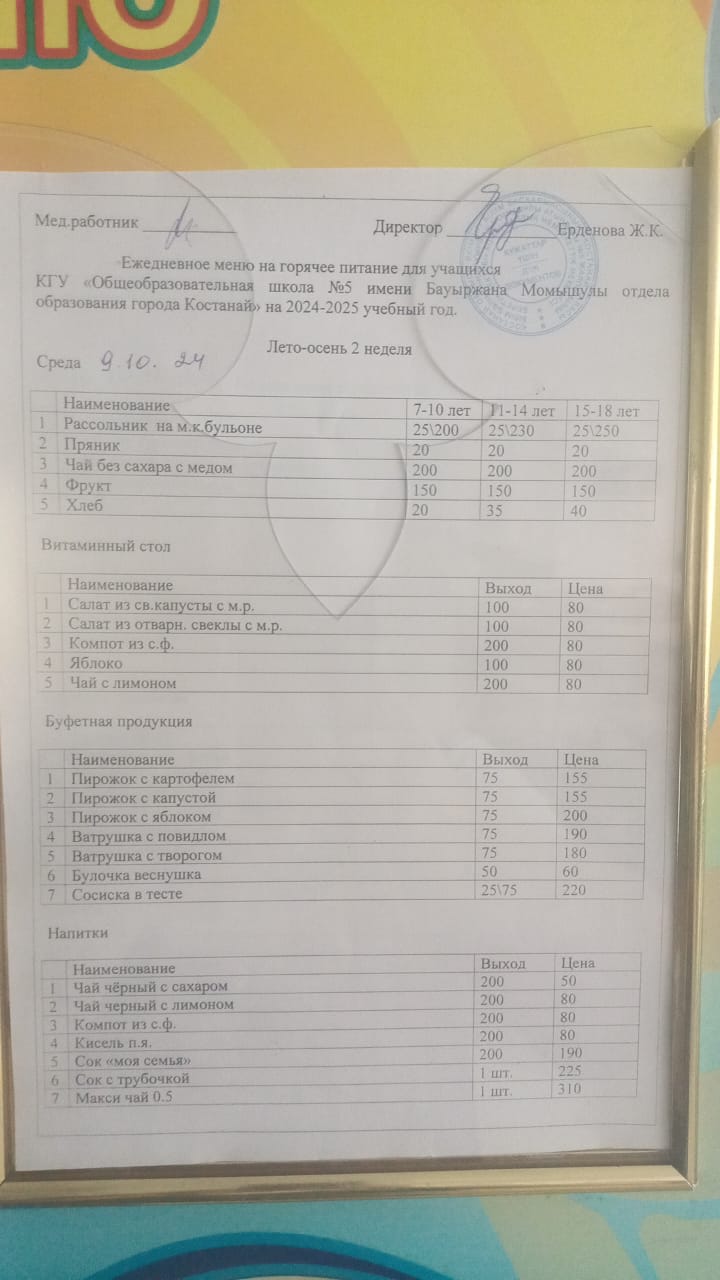 Ю
Мед.работник Директор Ерденова Ж.К.
Ежедневное меню на горячее питание для учащихся
КГУ «Общеобразовательная школа №5 имени Бауыржана Момышулы отдела
образования города Костанай» на 2024-2025 учебный год.
Лето-осень 2 неделя
Среда 9.10.24
Наименование 7-10 лет 11-14 лет 15-18 лет
1 Рассольник на м.к.бульоне 25\200 25\230 25\250
2 Пряник 20 20 20
3 Чай без сахара с медом 200 200 200
4 Фрукт 150 150 150
5 Хлеб 20 35 40
Витаминный стол
Наименование Выход Цена
1 Салат из св.капусты с м.р. 100 80
2 Салат из отварн. свеклы с м.р. 100 80
3 Компот из с.ф. 200 80
4 Яблоко 100 80
5 Чай с лимоном 200 80
Буфетная продукция
Наименование Выход Цена
1 Пирожок с картофелем 75 155
2 Пирожок с капустой 75 155
3 Пирожок с яблоком 75 200
4 Ватрушка с повидлом 75 190
5 Ватрушка с творогом 75 180
6 Булочка веснушка 50 60
7 Сосиска в тесте 25\75 220
Напитки
Наименование Выход Цена
1 Чай чёрный с сахаром 200 50
2 Чай черный с лимоном 200 80
3 Компот из с.ф. 200 80
4 Кисель п.я. 200 80
5 Сок «моя семья» 200 190
6 Сок с трубочкой 1 шт. 225
7 Макси чай 0.5 1 шт. 310